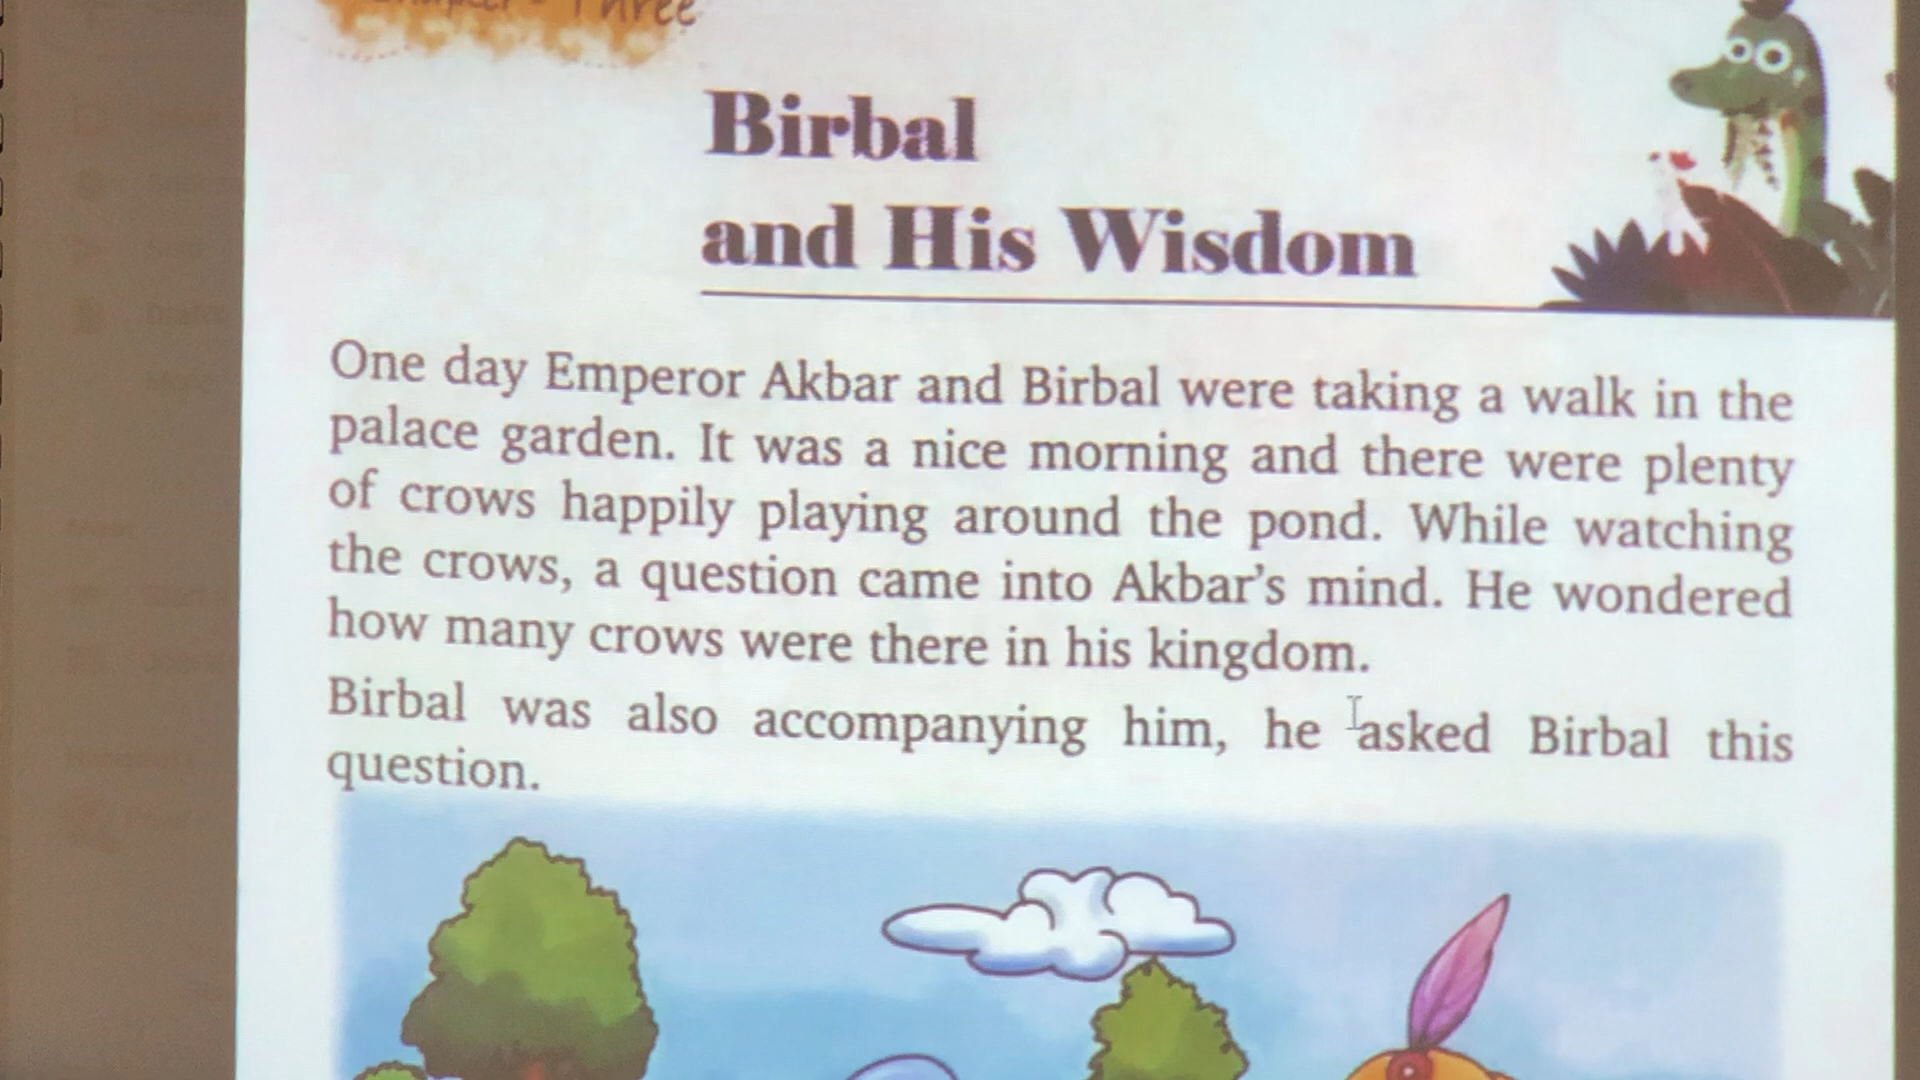 Chapter - Three
Birbal
and His Wisdom
One day Emperor Akbar and Birbal were taking a walk in the
palace garden. It was a nice morning and there were plenty
of crows happily playing around the pond. While watching
the crows, a question came into Akbar's mind. He wondered
how many crows were there in his kingdom.
Birbal was also accompanying him, he asked Birbal this
question.